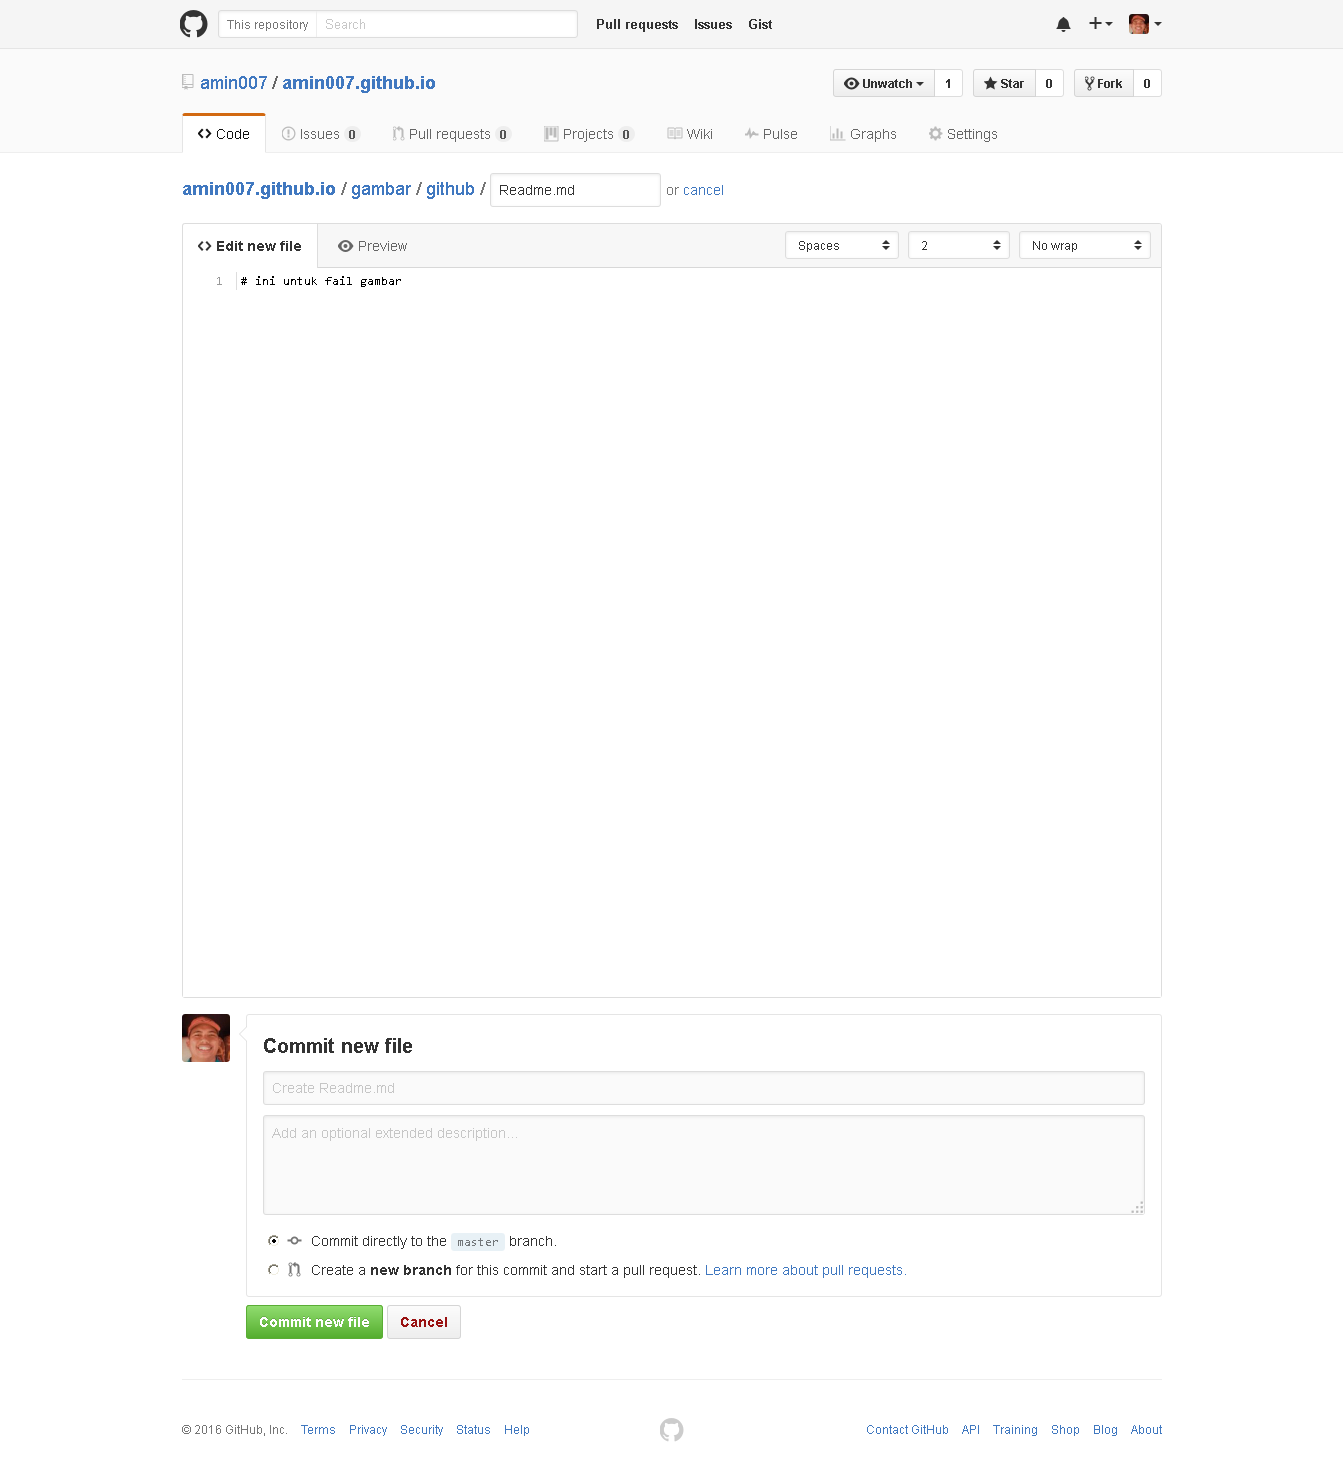 This repository Search Pull requests Issues Gist
amin007 / amin007.github.io Unwatch 1 Star 0 Fork 0
Code Issues 0 Pull requests 0 Projects 0 Wiki Pulse Graphs Settings
amin007.github.io / gambar / github / Readme.md or cancel
Edit new file Preview Spaces 2 No wrap
1 # ini untuk fail gambar
Commit new file
Create Readme.md
Add an optional extended description...
Commit directly to the master branch.
Create a new branch for this commit and start a pull request. Learn more about pull requests.
Commit new file Cancel
© 2016 GitHub, Inc. Terms Privacy Security Status Help Contact GitHub API Training Shop Blog About